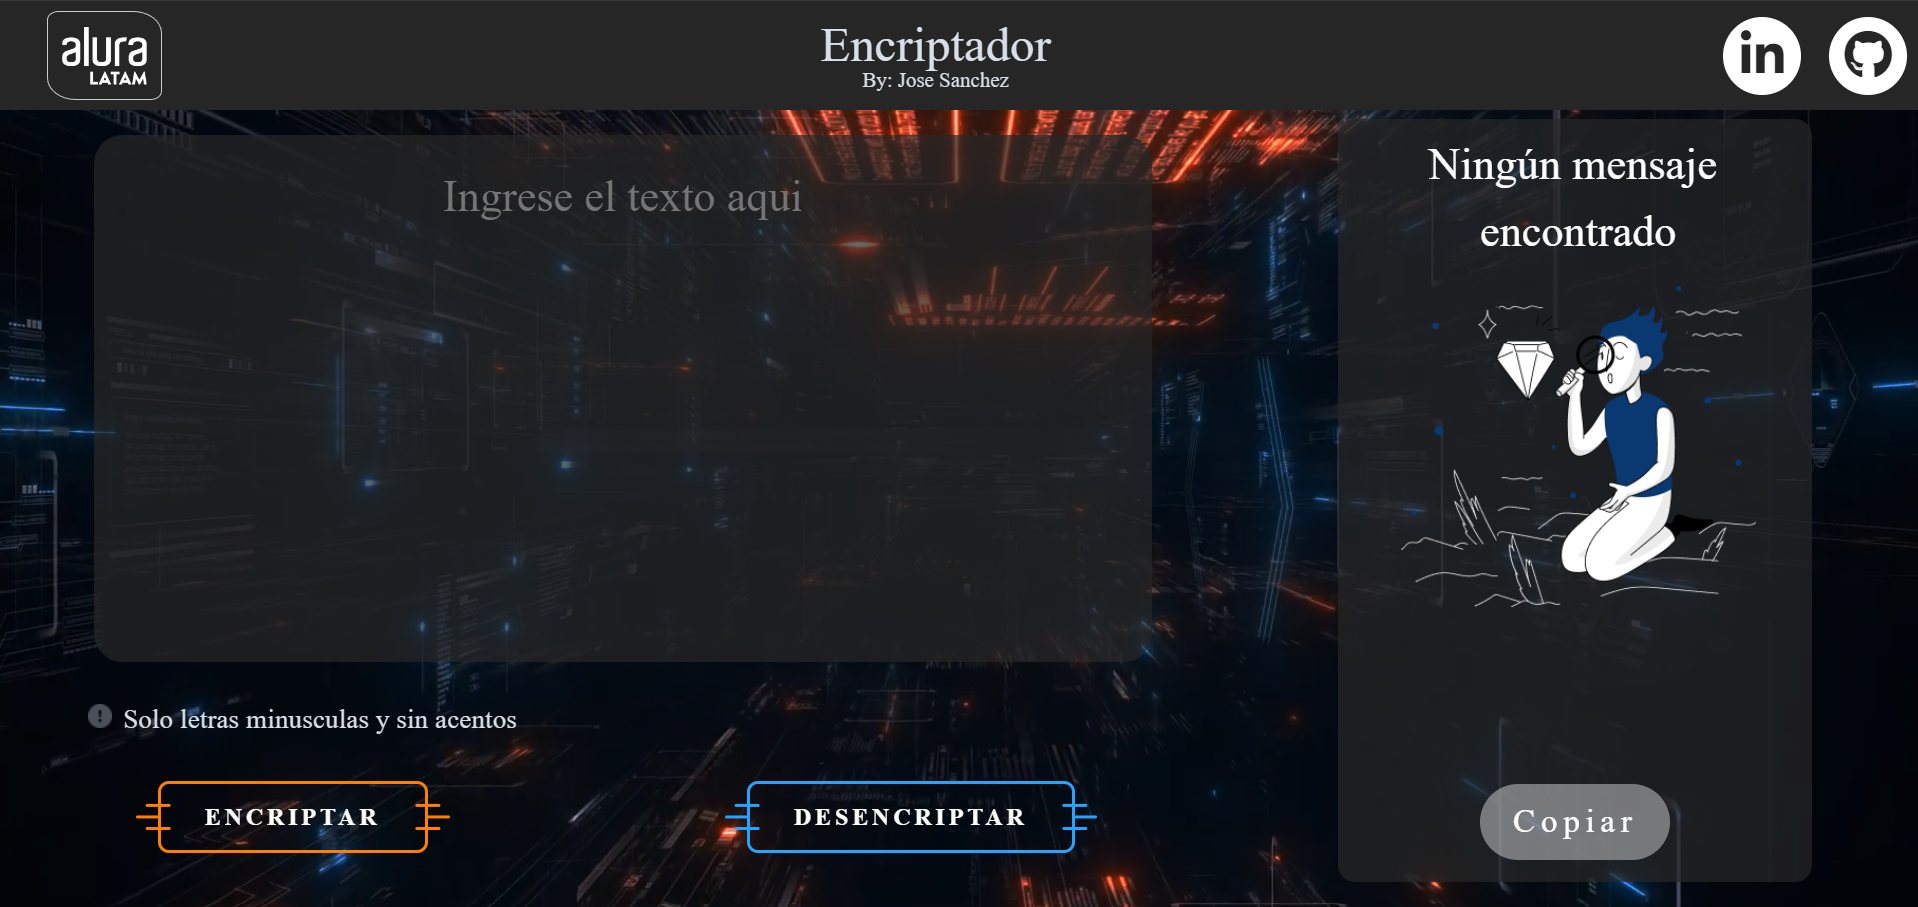 alura
LATAM
Encriptador
By: Jose Sanchez
in
Ingrese el texto aqui
Ningún mensaje
encontrado
! Solo letras minusculas y sin acentos
ENCRIPTAR
DESENCRIPTAR
Copiar